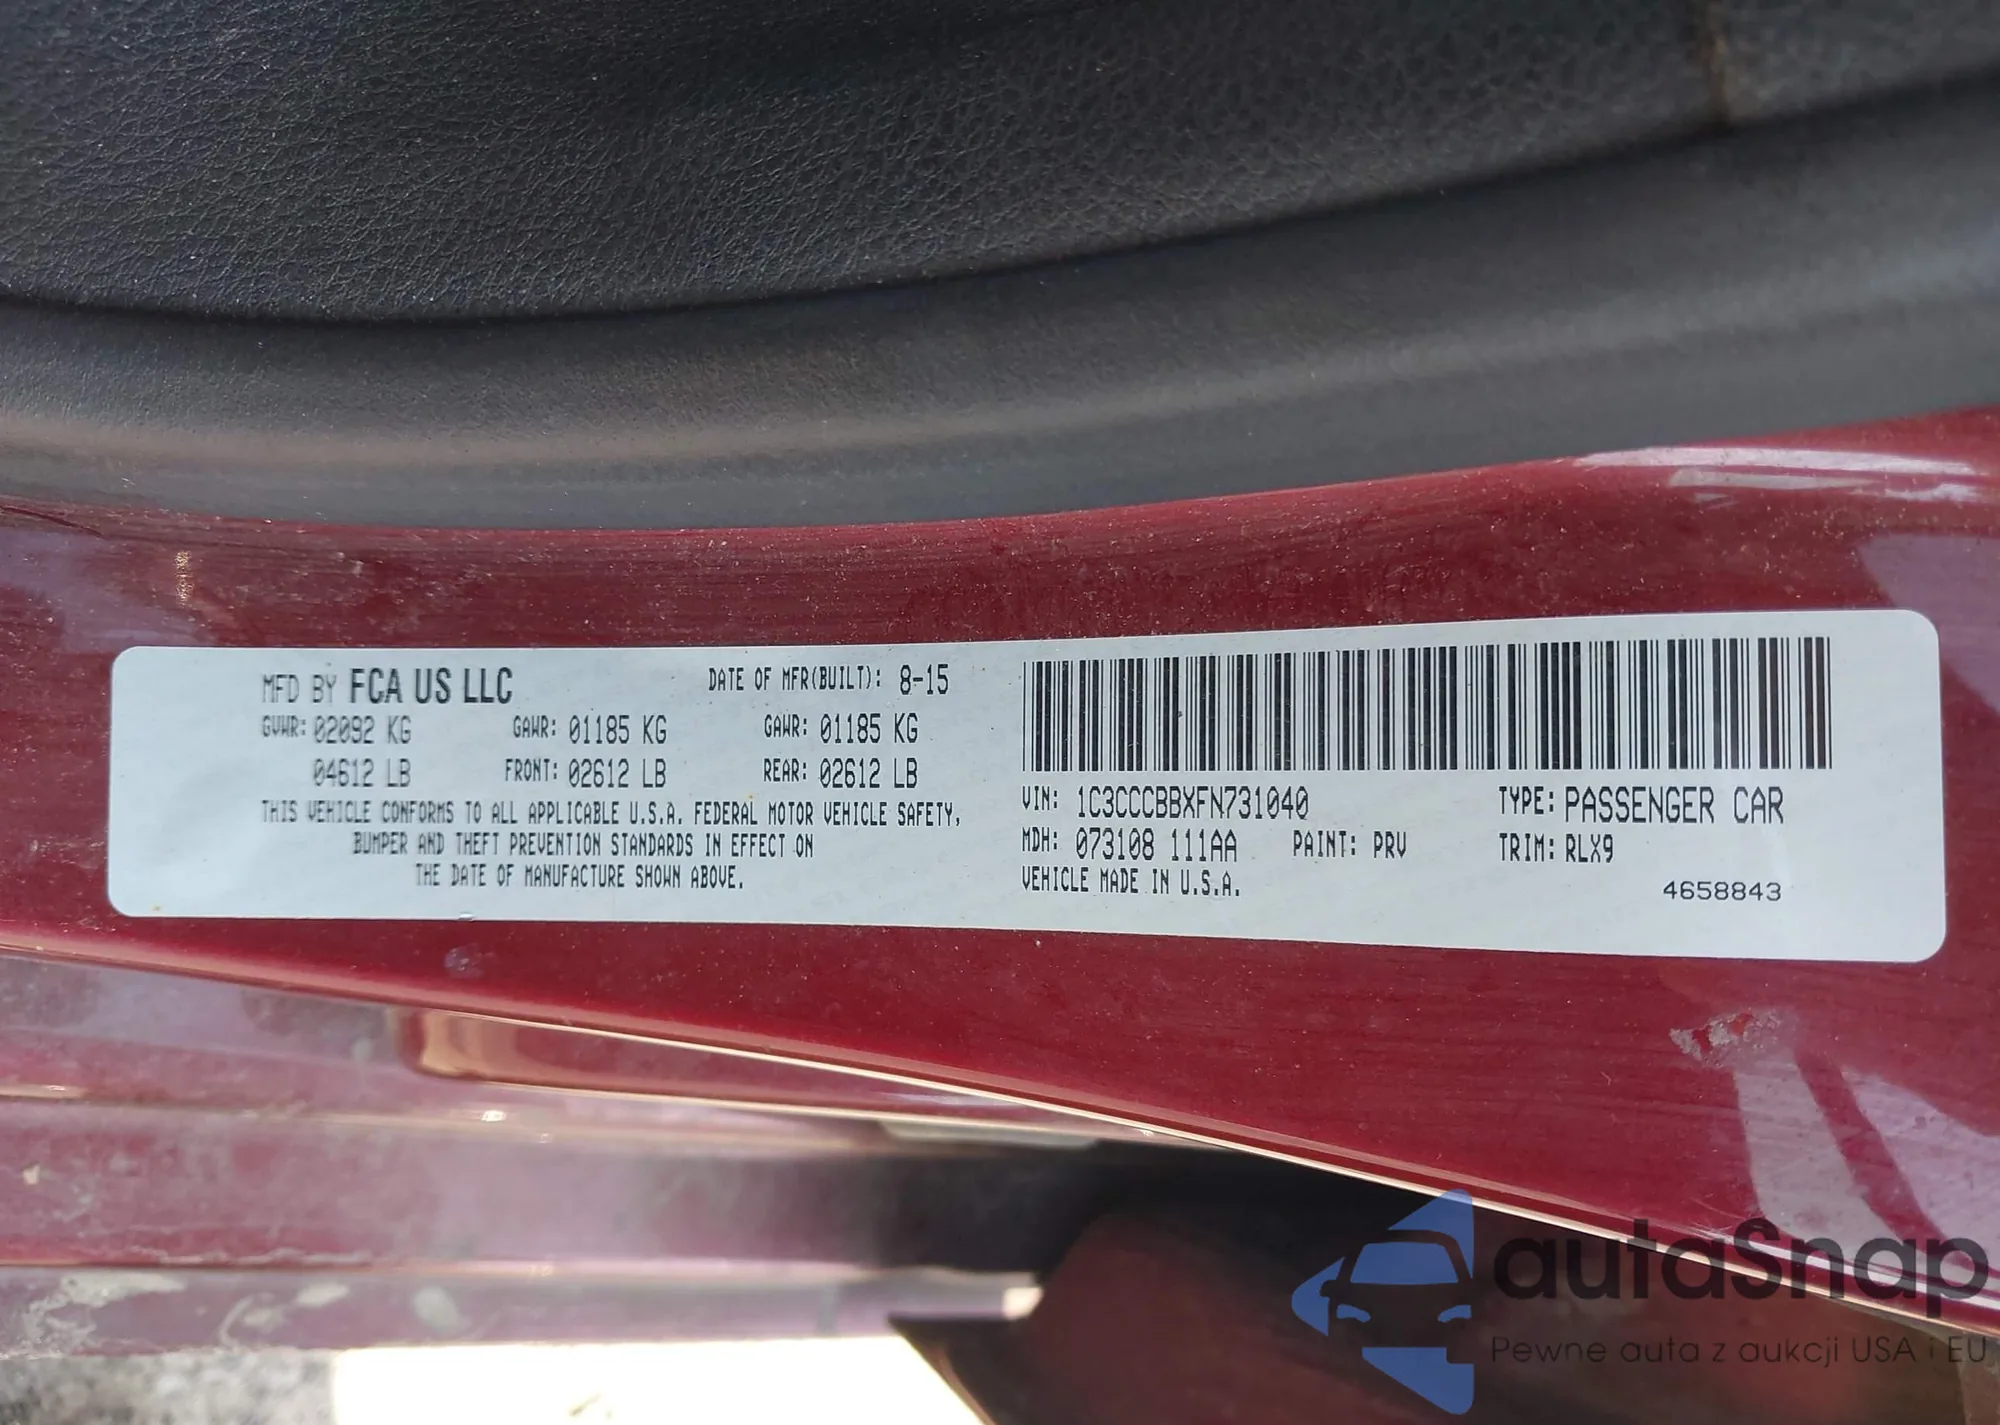 MFD BY FCA US LLC DATE OF MFR(BUILT): 8-15
GVWR: 02092 KG GAWR: 01185 KG GAWR: 01185 KG
04612 LB FRONT: 02612 LB REAR: 02612 LB
THIS VEHICLE CONFORMS TO ALL APPLICABLE U.S.A. FEDERAL MOTOR VEHICLE SAFETY,
BUMPER AND THEFT PREVENTION STANDARDS IN EFFECT ON
THE DATE OF MANUFACTURE SHOWN ABOVE.
VIN: 1C3CCCBBXFN731040 TYPE: PASSENGER CAR
MDH: 073108 111AA PAINT: PRV TRIM: RLX9
VEHICLE MADE IN U.S.A.
4658843
autaSnap
Pewne auta z aukcji USA i EU